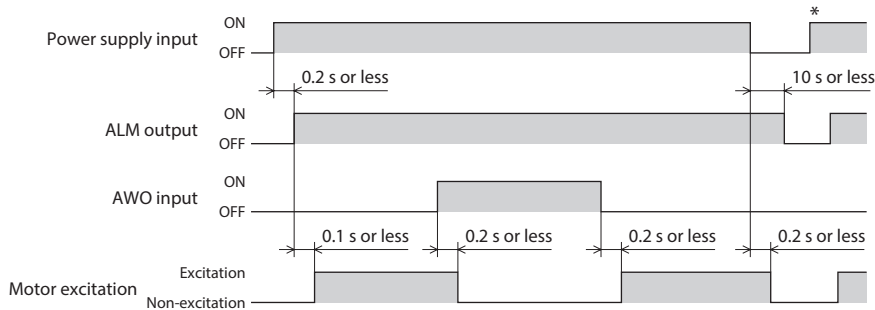 *
Power supply input
ON
OFF
0.2 s or less
10 s or less
ALM output
ON
OFF
AWO input
ON
OFF
0.1 s or less
0.2 s or less
0.2 s or less
0.2 s or less
Motor excitation
Excitation
Non-excitation